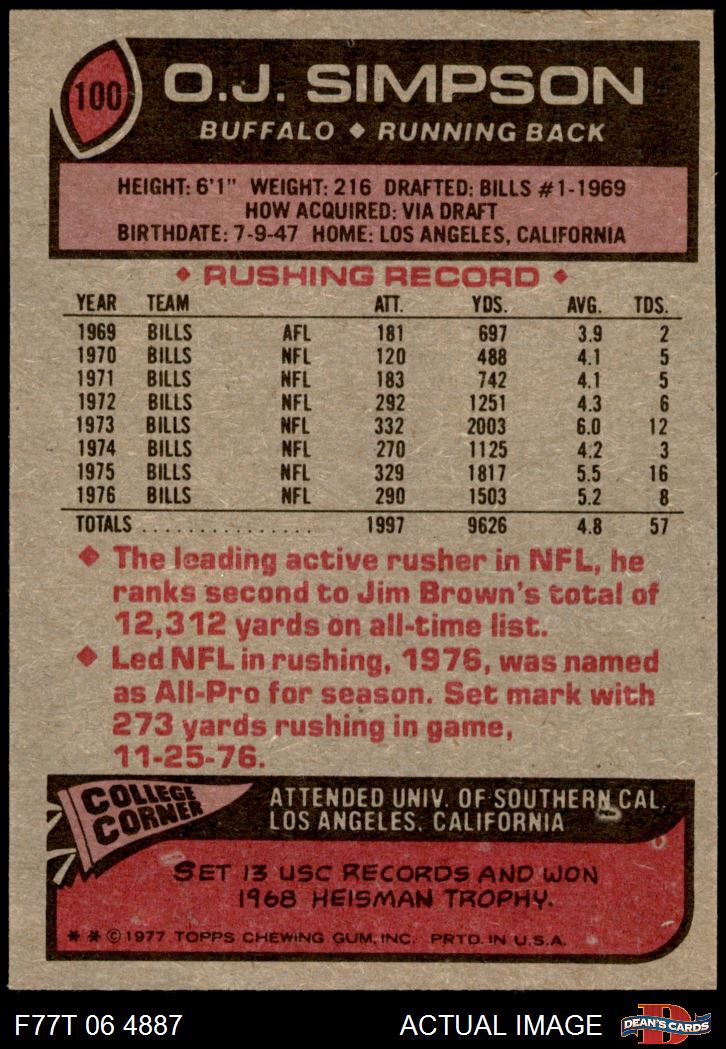 100
O.J. SIMPSON
BUFFALO ◆ RUNNING BACK
HEIGHT: 6'1" WEIGHT: 216 DRAFTED: BILLS #1-1969
HOW ACQUIRED: VIA DRAFT
BIRTHDATE: 7-9-47 HOME: LOS ANGELES, CALIFORNIA
◆ RUSHING RECORD ◆
YEAR TEAM ATT. YDS. AVG. TDS.
1969 BILLS AFL 181 697 3.9 2
1970 BILLS NFL 120 488 4.1 5
1971 BILLS NFL 183 742 4.1 5
1972 BILLS NFL 292 1251 4.3 6
1973 BILLS NFL 332 2003 6.0 12
1974 BILLS NFL 270 1125 4.2 3
1975 BILLS NFL 329 1817 5.5 16
1976 BILLS NFL 290 1503 5.2 8
TOTALS ................ 1997 9626 4.8 57
◆ The leading active rusher in NFL, he
ranks second to Jim Brown's total of
12,312 yards on all-time list.
◆ Led NFL in rushing, 1976, was named
as All-Pro for season. Set mark with
273 yards rushing in game,
11-25-76.
COLLEGE
CORNER
ATTENDED UNIV. OF SOUTHERN CAL.
LOS ANGELES, CALIFORNIA
SET 13 USC RECORDS AND WON
1968 HEISMAN TROPHY.
* * © 1977 TOPPS CHEWING GUM, INC. PRTD. IN U.S.A.
F77T 06 4887 ACTUAL IMAGE
D
DEAN'S CARDS